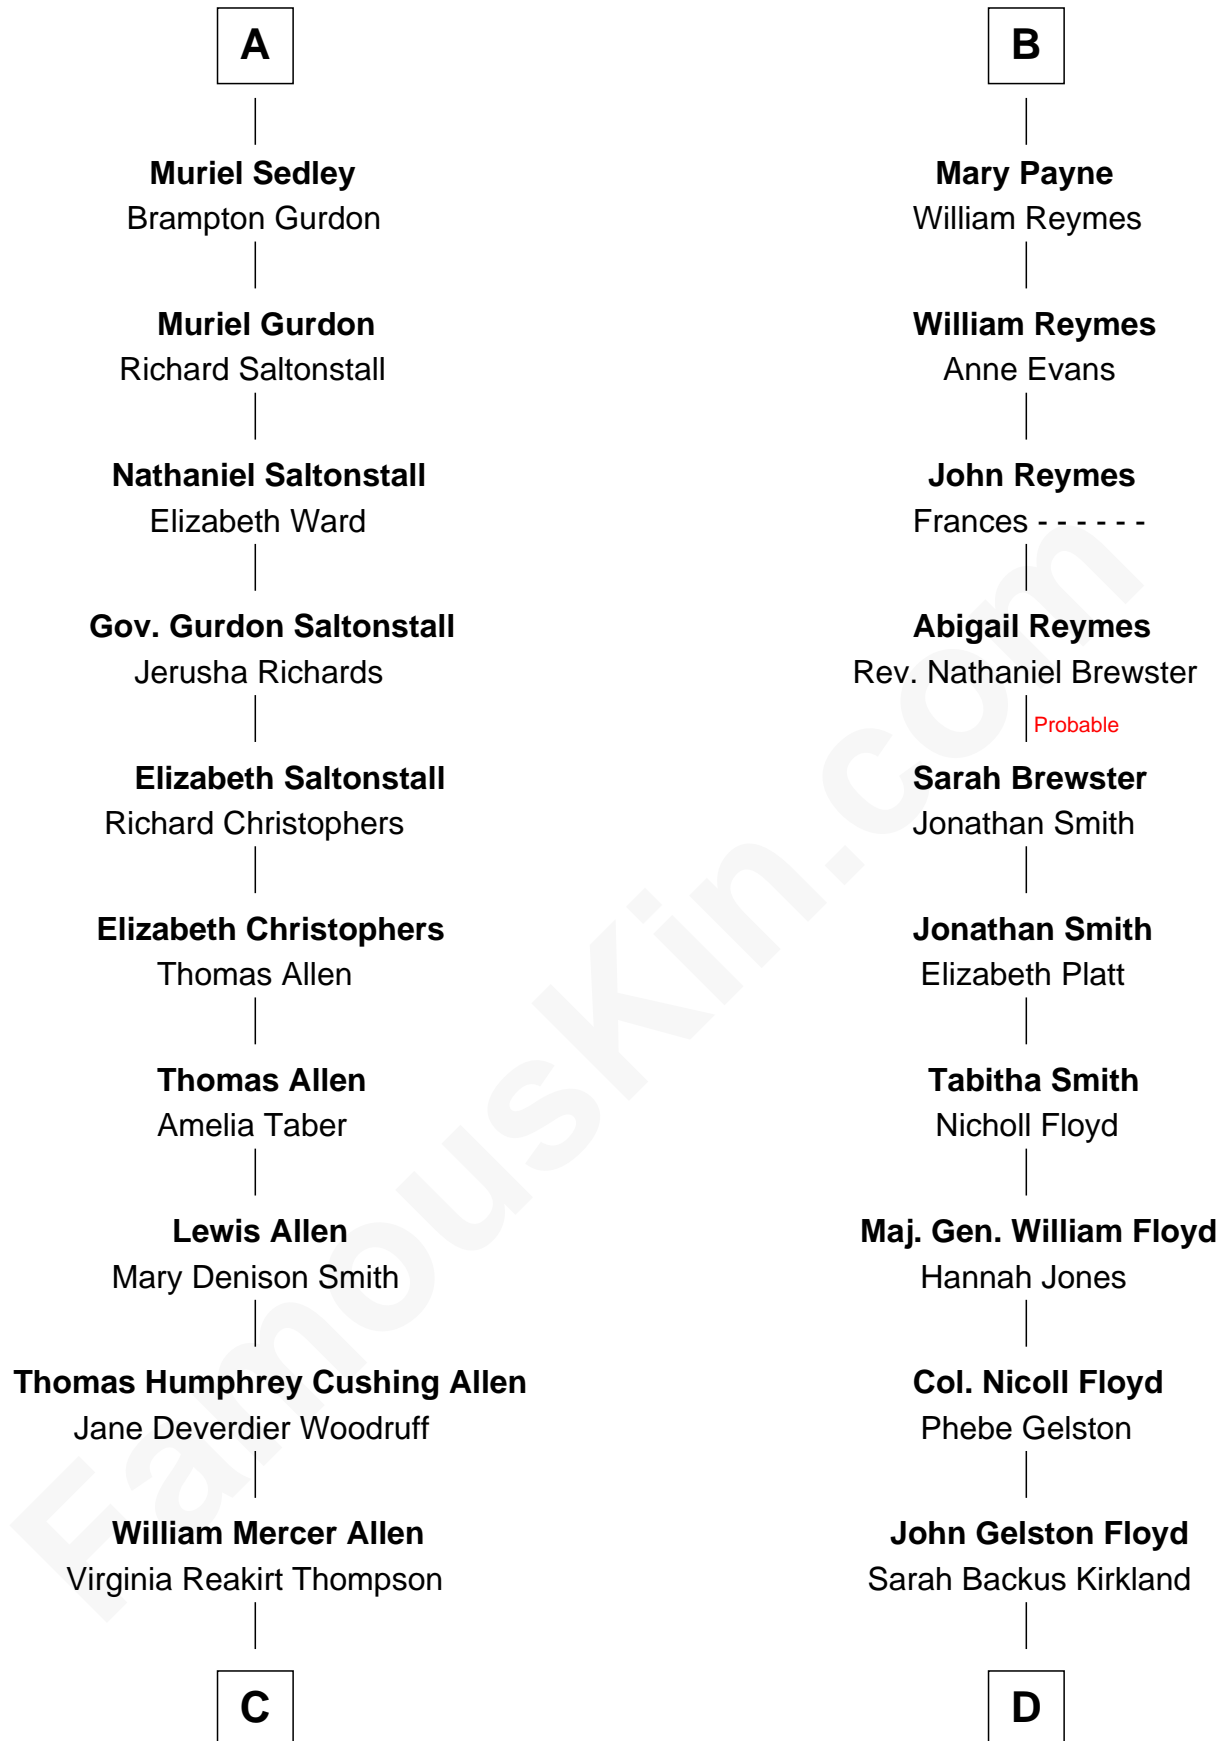 A
Muriel Sedley
Brampton Gurdon
Muriel Gurdon
Richard Saltonstall
Nathaniel Saltonstall
Elizabeth Ward
Gov. Gurdon Saltonstall
Jerusha Richards
Elizabeth Saltonstall
Richard Christophers
Elizabeth Christophers
Thomas Allen
Thomas Allen
Amelia Taber
Lewis Allen
Mary Denison Smith
Thomas Humphrey Cushing Allen
Jane Deverdier Woodruff
William Mercer Allen
Virginia Reakirt Thompson
C
B
Mary Payne
William Reymes
William Reymes
Anne Evans
John Reymes
Frances - - - - - -
Abigail Reymes
Rev. Nathaniel Brewster
Probable
Sarah Brewster
Jonathan Smith
Jonathan Smith
Elizabeth Platt
Tabitha Smith
Nicholl Floyd
Maj. Gen. William Floyd
Hannah Jones
Col. Nicoll Floyd
Phebe Gelston
John Gelston Floyd
Sarah Backus Kirkland
D
FamousKin.com